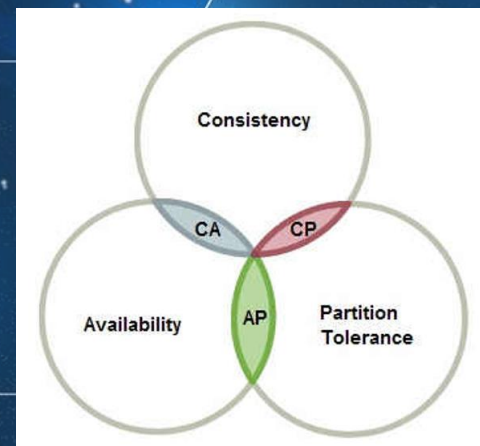 Consistency
CA
CP
Availability
AP
Partition
Tolerance